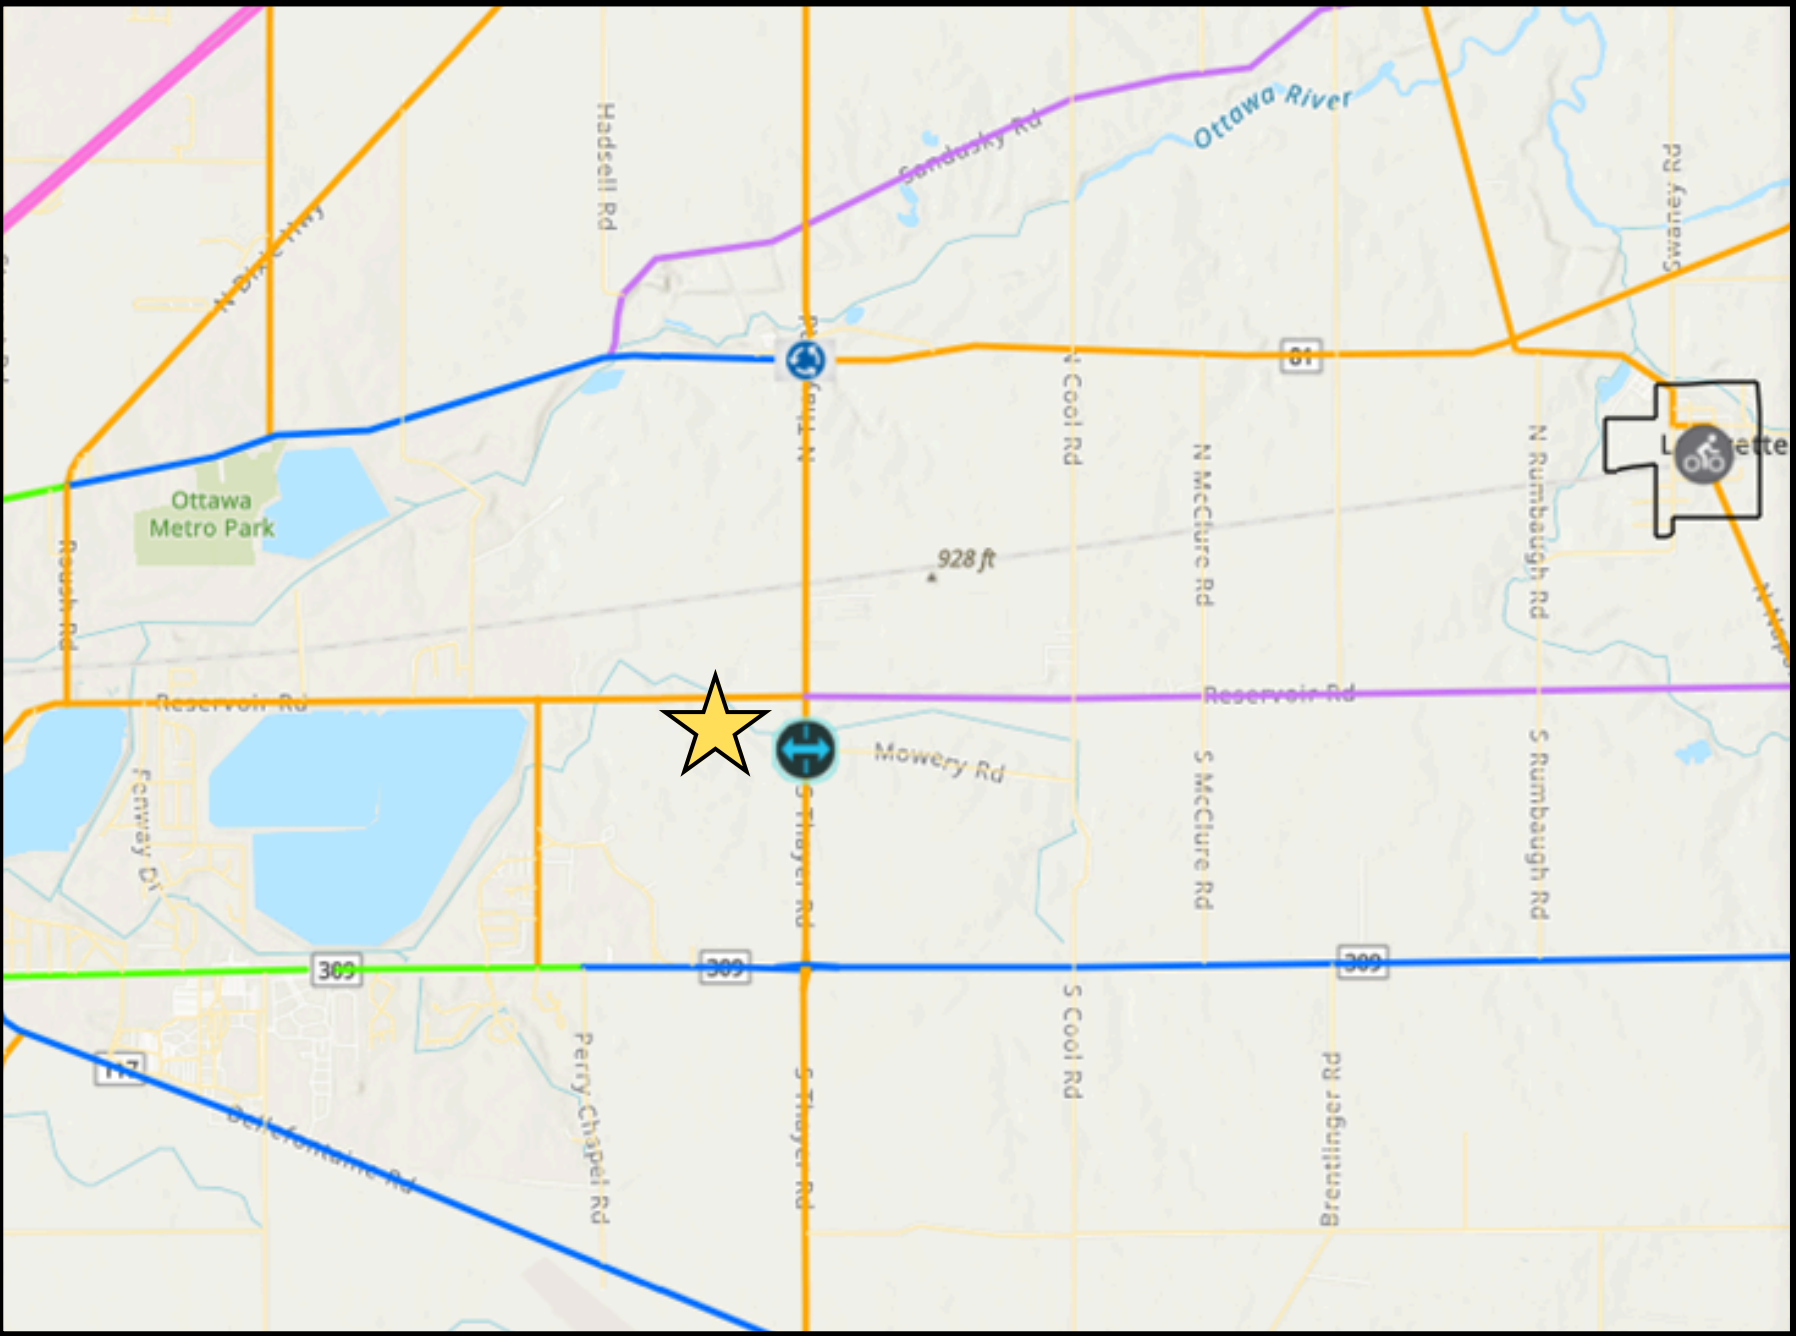 Hadsell Rd
Sandusky Rd
Ottawa River
Sweney Rd
N Dixie Hwy
81
N Cool Rd
Ottawa
Metro Park
N McClure Rd
N Rumbaugh Rd
928 ft
Roush Rd
Reservoir Rd
Reservoir Rd
Mowery Rd
Fenway Dr
S Thayer Rd
S McClure Rd
S Rumbaugh Rd
309
309
309
S Cool Rd
117
Perry Chapel Rd
S Thayer Rd
Brentlinger Rd
Bellefontaine Rd